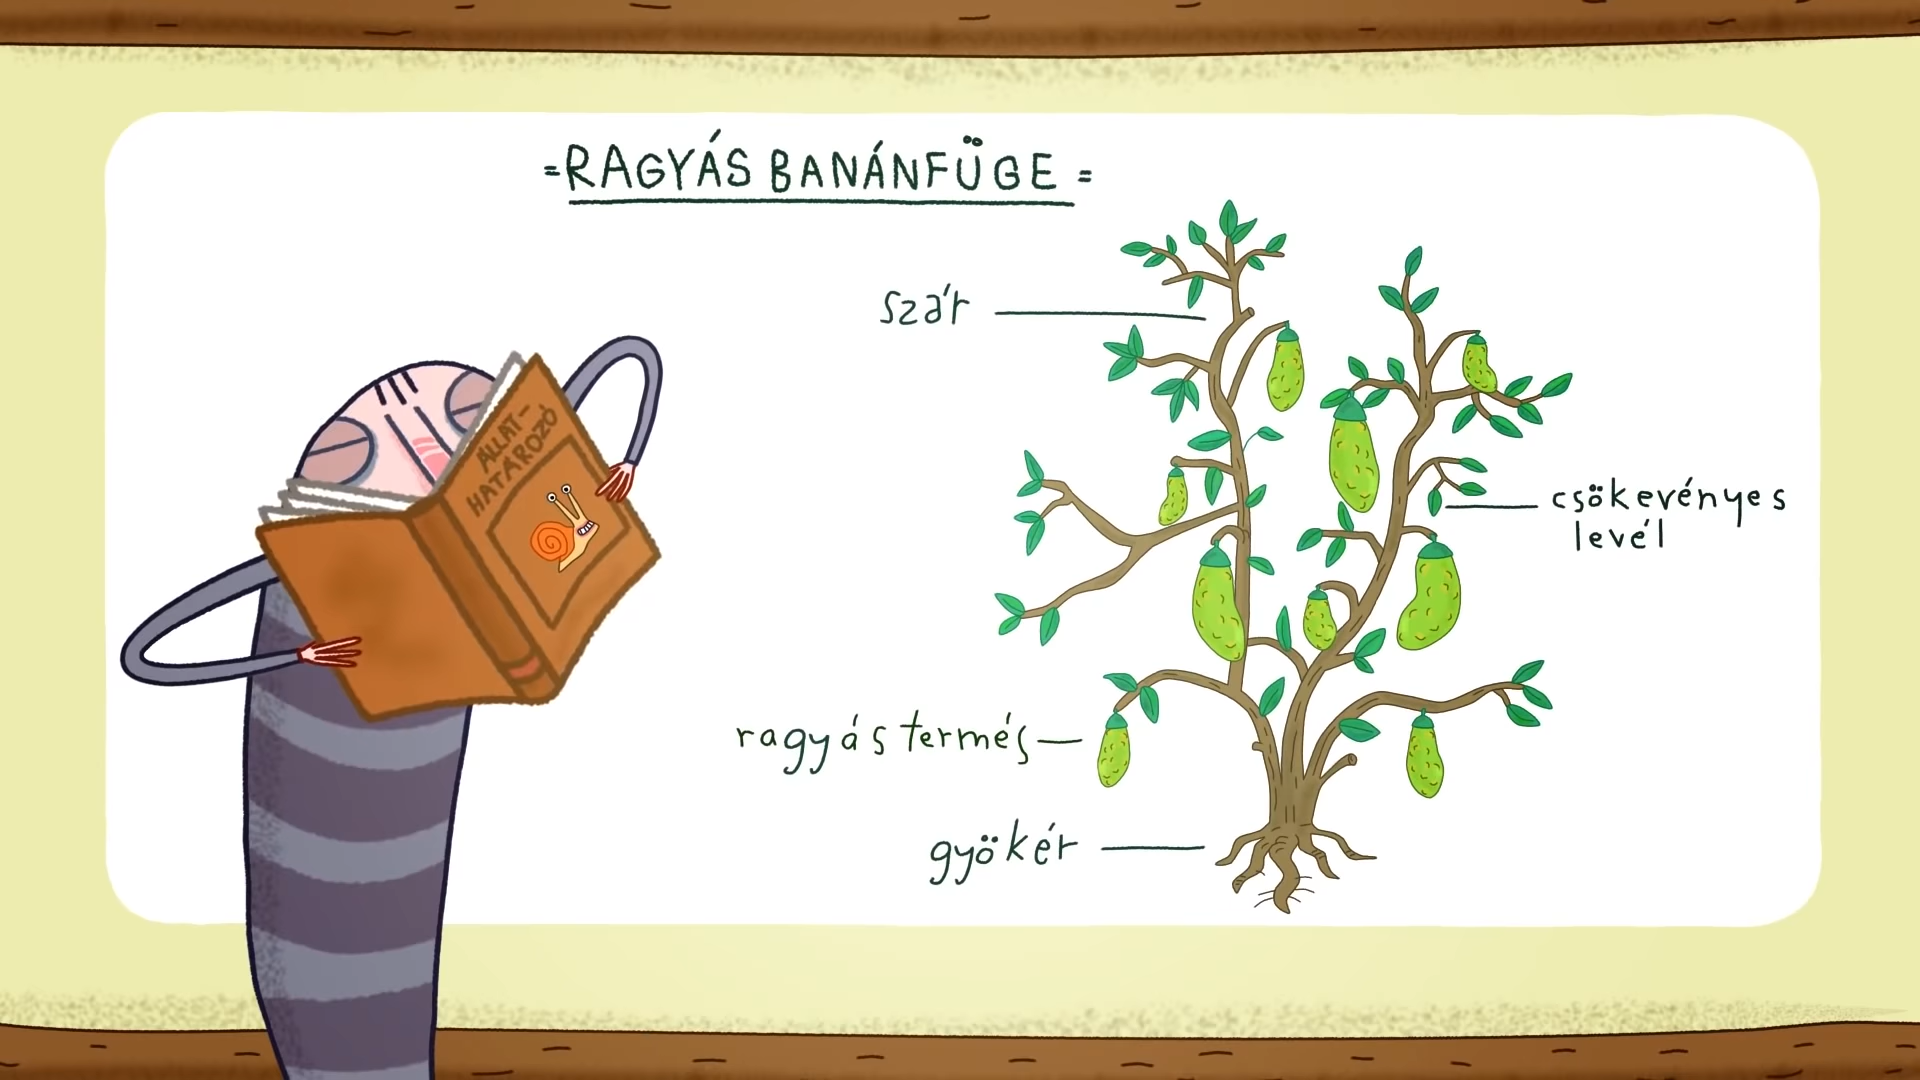 =RAGYÁS BANÁNFÜGE=
szár
ÁLLAT-
HATÁROZÓ
csökevényes
levél
ragyás termés
gyökér